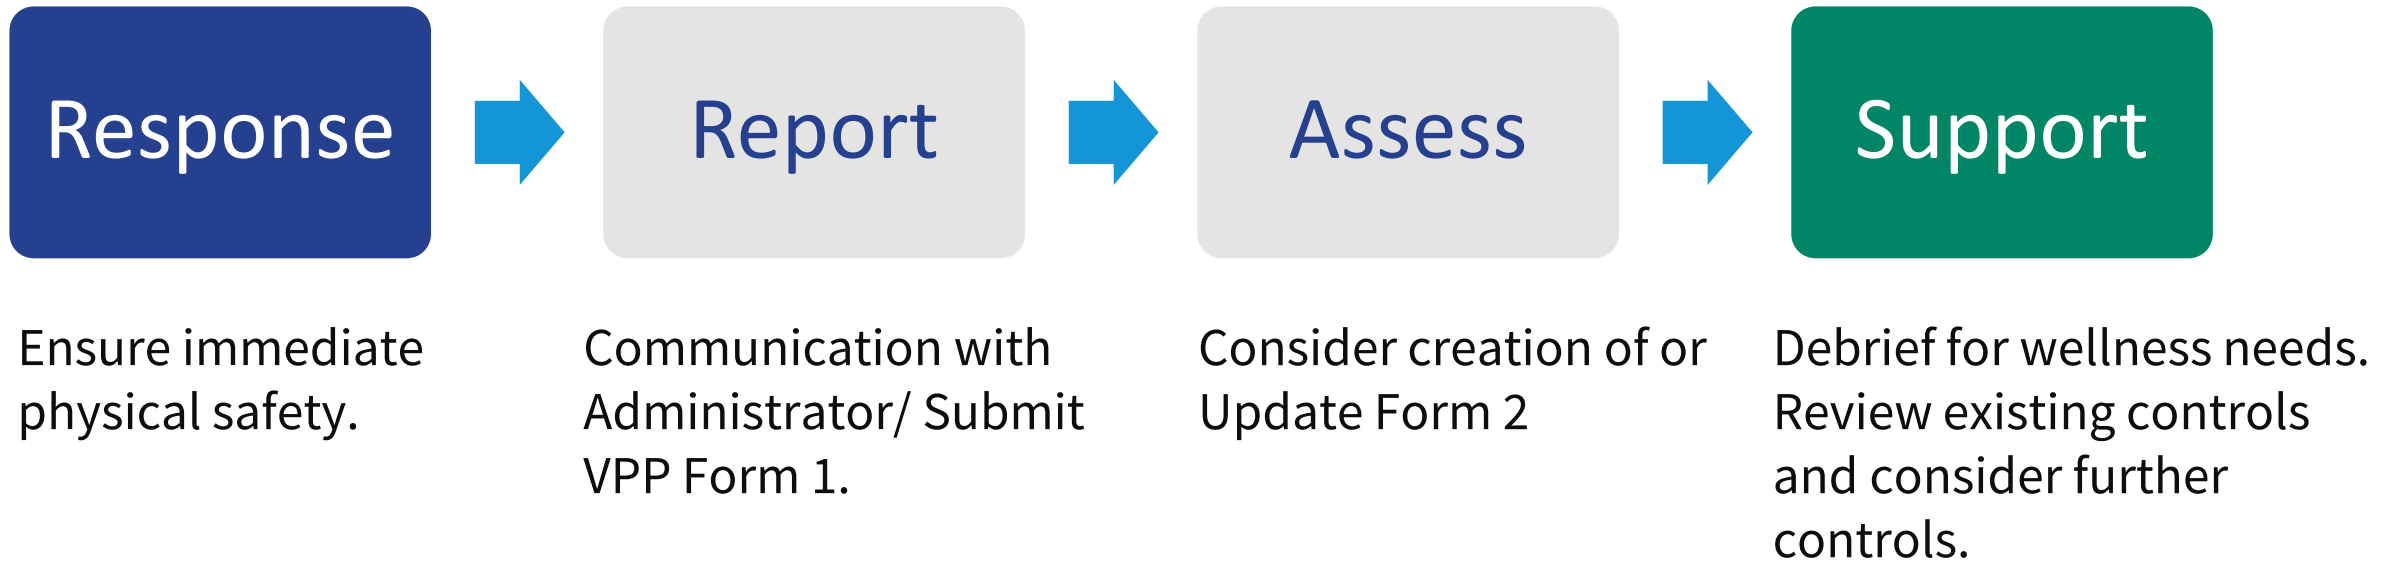 Response
Report
Assess
Support
Ensure immediate
physical safety.
Communication with
Administrator/ Submit
VPP Form 1.
Consider creation of or
Update Form 2
Debrief for wellness needs.
Review existing controls
and consider further
controls.